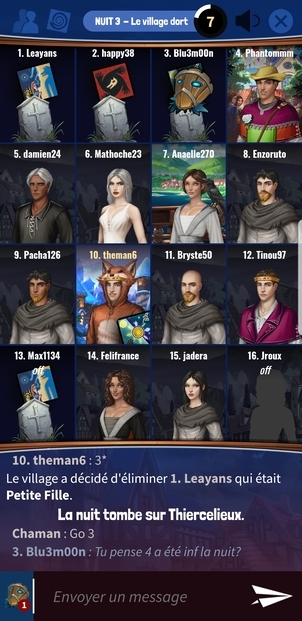 NUIT 3 – Le village dort
7
1. Leayans
2. happy38
3. Blu3m00n
4. Phantommm
5. damien24
6. Mathoche23
7. Anaelle270
8. Enzoruto
9. Pacha126
10. theman6
11. Bryste50
12. Tinou97
13. Max1134
off
14. Felifrance
15. jadera
16. Jroux
off
10. theman6 : 3*
Le village a décidé d'éliminer 1. Leayans qui était
Petite Fille.
La nuit tombe sur Thiercelieux.
Chaman : Go 3
3. Blu3m00n : Tu pense 4 a été inf la nuit?
1
Envoyer un message